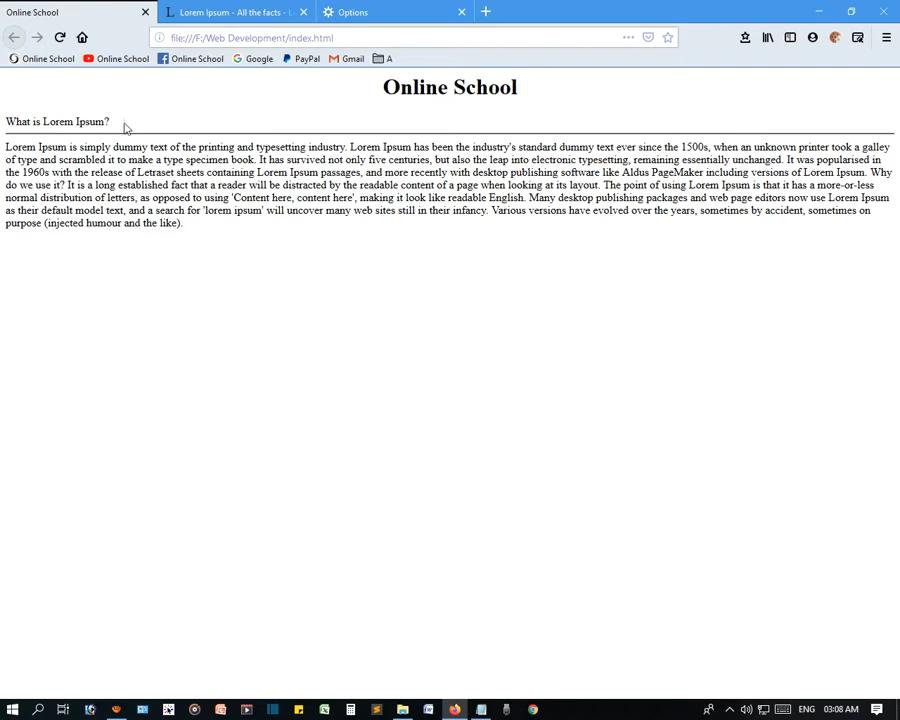 Online School
Lorem Ipsum - All the facts - L
Options
file:///F:/Web Development/index.html
Online School
Online School
Online School
Google
PayPal
Gmail
A
Online School
What is Lorem Ipsum?
Lorem Ipsum is simply dummy text of the printing and typesetting industry. Lorem Ipsum has been the industry's standard dummy text ever since the 1500s, when an unknown printer took a galley
of type and scrambled it to make a type specimen book. It has survived not only five centuries, but also the leap into electronic typesetting, remaining essentially unchanged. It was popularised in
the 1960s with the release of Letraset sheets containing Lorem Ipsum passages, and more recently with desktop publishing software like Aldus PageMaker including versions of Lorem Ipsum. Why
do we use it? It is a long established fact that a reader will be distracted by the readable content of a page when looking at its layout. The point of using Lorem Ipsum is that it has a more-or-less
normal distribution of letters, as opposed to using 'Content here, content here', making it look like readable English. Many desktop publishing packages and web page editors now use Lorem Ipsum
as their default model text, and a search for 'lorem ipsum' will uncover many web sites still in their infancy. Various versions have evolved over the years, sometimes by accident, sometimes on
purpose (injected humour and the like).
ENG
03:08 AM